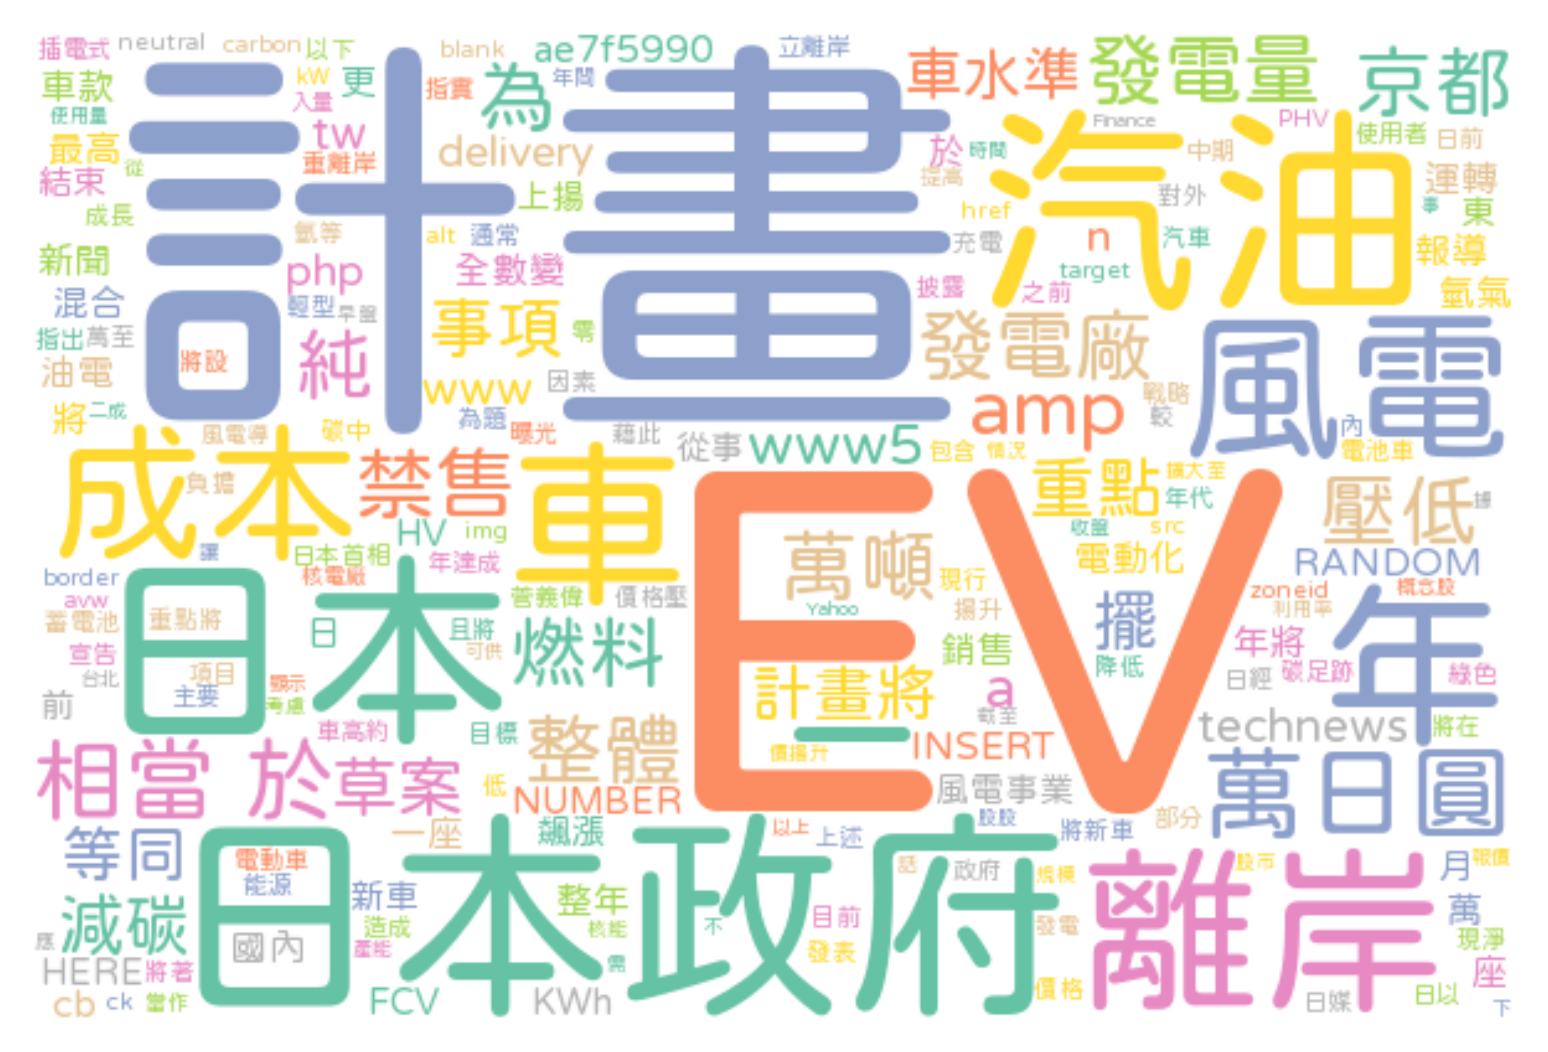 插電式 neutral carbon 以下 blank ae7f5990 立離岸
車款 kW 更 指實 為 年間 車水準 發電量 京都
使用量 入量 tw 計畫 Finance PHV 使用者 日前
最高 從 重離岸 delivery 於 時間 汽油 中期 運轉
結束 提高 對外 事 東
成長 氫等 上揚 href
新聞 php alt 通常 充電 n 汽車 報導
全數變 target
混合 輕型 早盤 披露 之前 氫氣
指出 萬至 將設 純 事項 零 發電廠 風電
油電 www 因素 戰略
將 二成 為題 amp 較
風電導 碳中 曝光 藉此 從事 www5 包含 情況 內 電池車
成本 負擔 禁售 車 EV 重點 擴大至 壓低 據
讓 日本首相 HV img 收盤 年代 src
border 核電廠 年達成 萬噸 電動化 RANDOM
avw 菅義偉 價格壓 Yahoo 現行 zoneid 概念股
蓄電池 重點將 日本 日 且將 燃料 揚升 擺 利用率 年
宣告 可供 銷售 降低 年將
台北 項目 顯示 計畫將 a 日經 碳足跡 綠色
前 主要 考慮 截至
車高約 目標 整體 價揚升 INSERT technews 將在
相當 於 草案 低 NUMBER 風電事業 萬日圓
一座 飆漲 以上 上述 股股 將新車 部分
等同 電動車 日本政府 話 政府 規模 離岸 股市 月 報價
能源 新車 整年
減碳 造成 核能 不 目前 發電 萬
應 國內 產能 發表 現淨
HERE 將著 需 座
cb ck 當作 FCV KWh 價格 日媒 日以 下